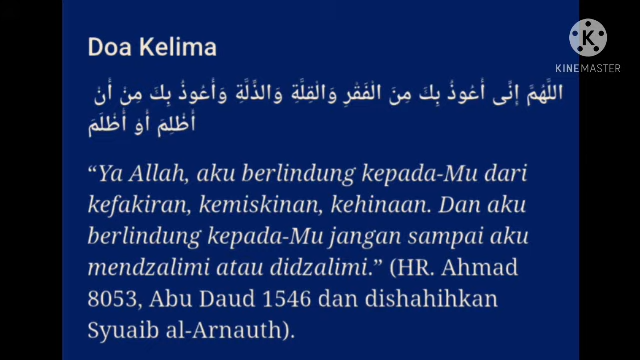 Doa Kelima
اللَّهُمَّ إِنِّى أَعُوذُ بِكَ مِنَ الْفَقْرِ وَالْقِلَّةِ وَالذِّلَّةِ وَأَعُوذُ بِكَ مِنْ أَنْ
أَظْلِمَ أَوْ أُظْلَمَ
“Ya Allah, aku berlindung kepada-Mu dari
kefakiran, kemiskinan, kehinaan. Dan aku
berlindung kepada-Mu jangan sampai aku
mendzalimi atau didzalimi.” (HR. Ahmad
8053, Abu Daud 1546 dan dishahihkan
Syuaib al-Arnauth).
K
KINEMASTER